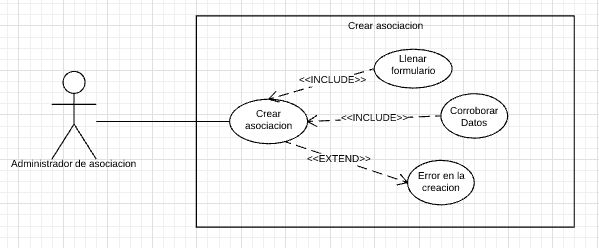 Crear asociacion
Llenar
formulario
<<INCLUDE>>
Crear
asociacion
<<INCLUDE>>
Corroborar
Datos
Administrador de asociacion
<<EXTEND>>
Error en la
creacion